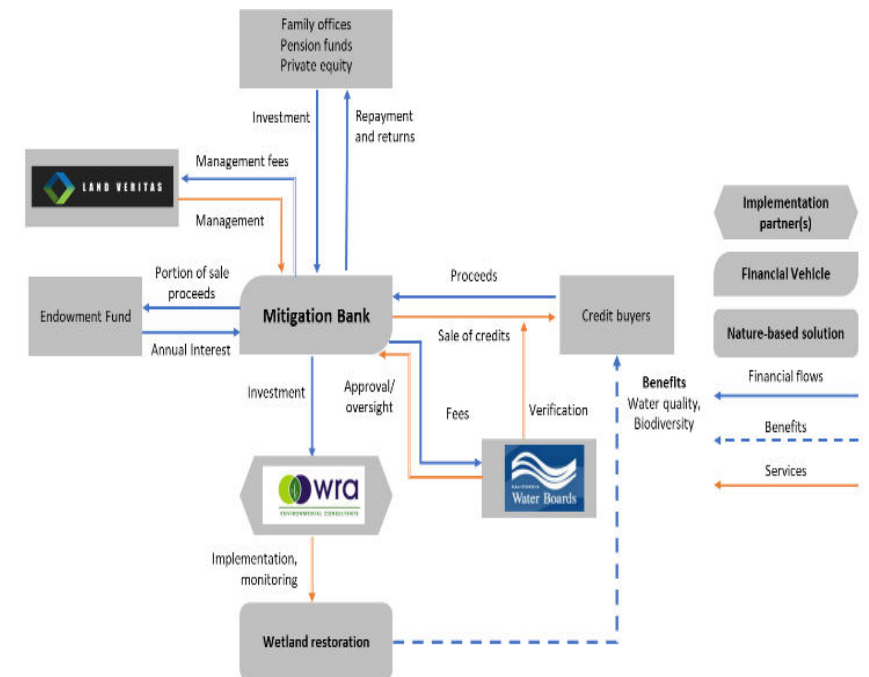 Family offices
Pension funds
Private equity
Investment
Repayment
and returns
LAND VERITAS
Management fees
Management
Implementation
partner(s)
Financial Vehicle
Nature-based solution
Financial flows
Benefits
Services
Endowment Fund
Portion of sale
proceeds
Annual Interest
Mitigation Bank
Proceeds
Sale of credits
Credit buyers
Investment
Approval/
oversight
Fees
Verification
Benefits
Water quality,
Biodiversity
wra
ENVIRONMENTAL CONSULTANTS
CALIFORNIA
Water Boards
Implementation,
monitoring
Wetland restoration